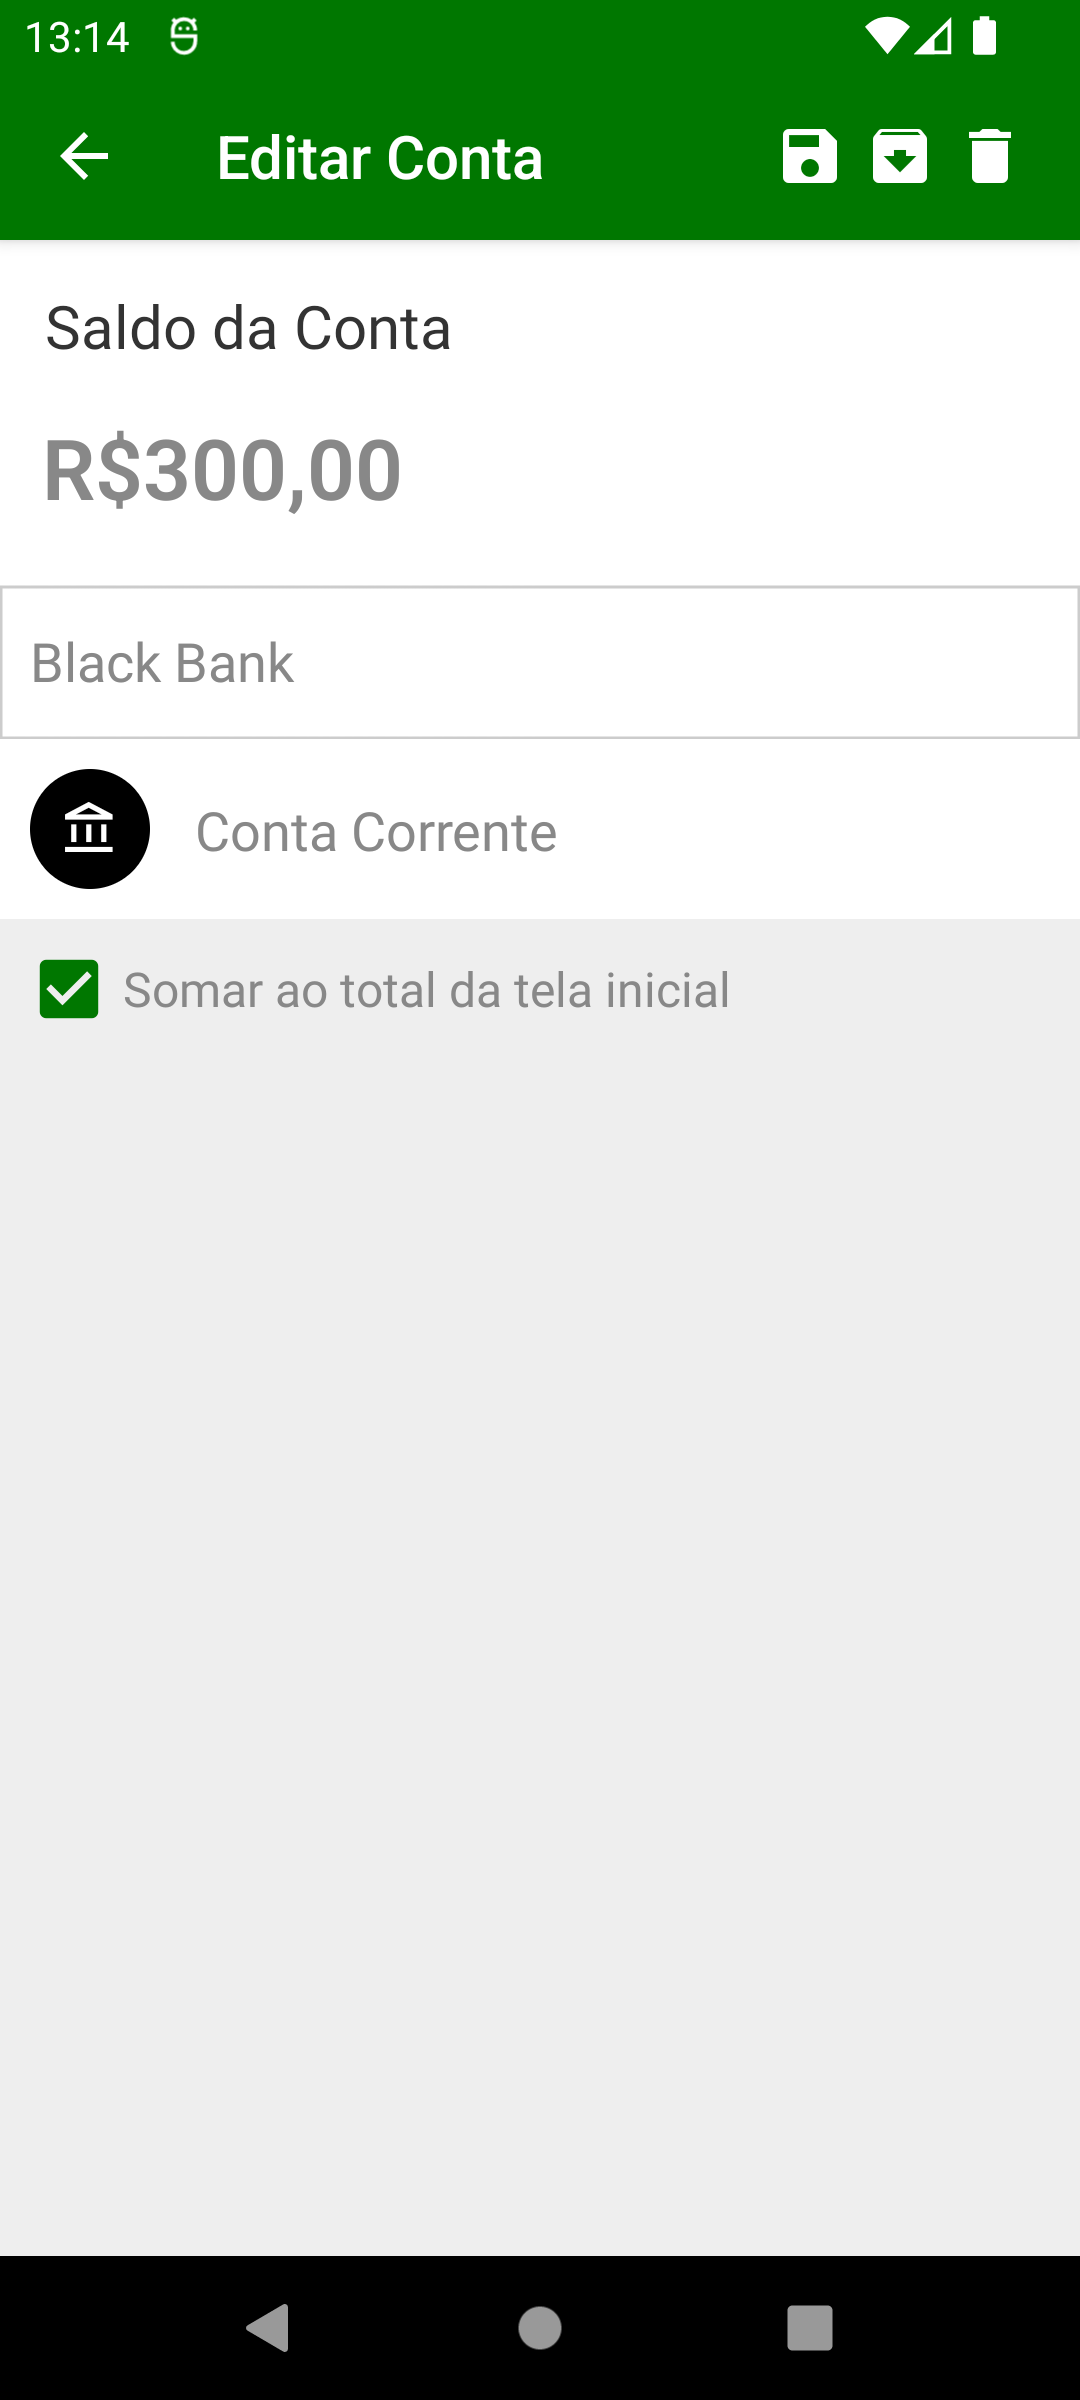 13:14
Editar Conta
Saldo da Conta
R$300,00
Black Bank
Conta Corrente
Somar ao total da tela inicial